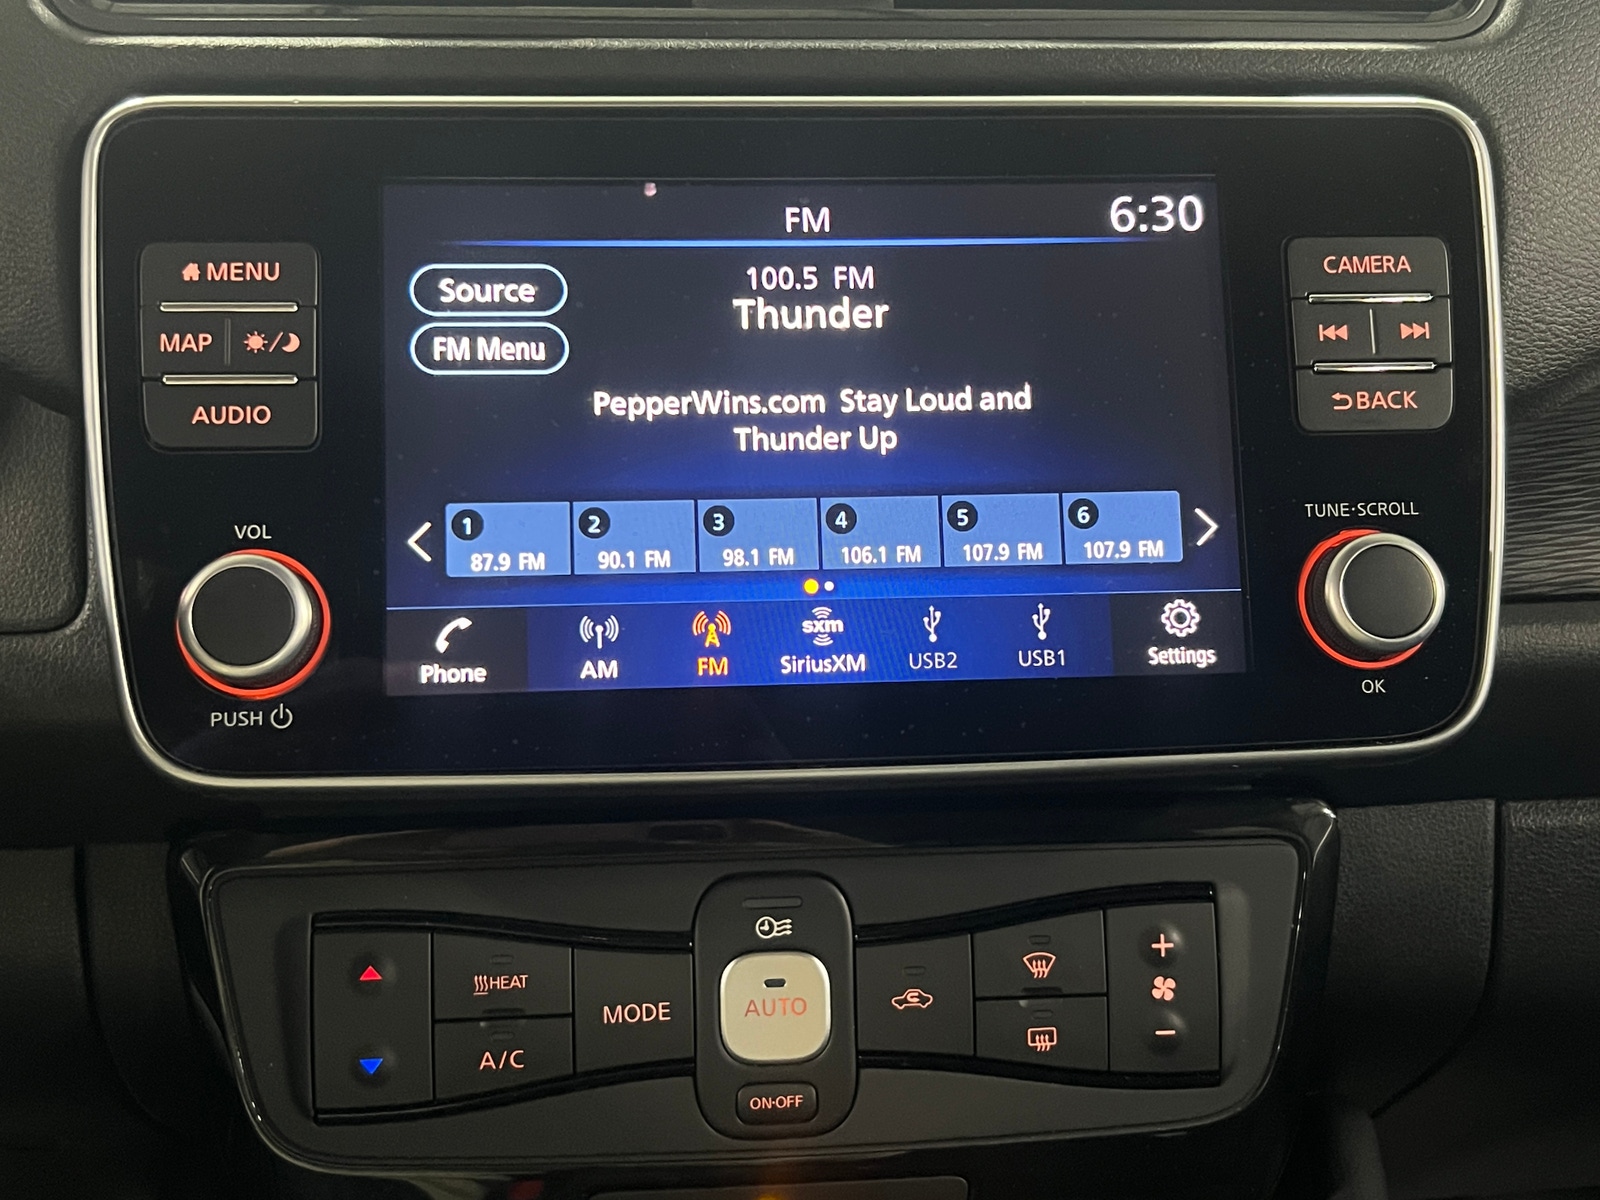 FM
6:30
MENU
MAP
AUDIO
Source
FM Menu
100.5 FM
Thunder
PepperWins.com Stay Loud and
Thunder Up
CAMERA
BACK
VOL
PUSH
TUNE·SCROLL
OK
1
87.9 FM
2
90.1 FM
3
98.1 FM
4
106.1 FM
5
107.9 FM
6
107.9 FM
Phone
AM
FM
sxm
SiriusXM
USB2
USB1
Settings
HEAT
A/C
MODE
AUTO
ON·OFF
+
−